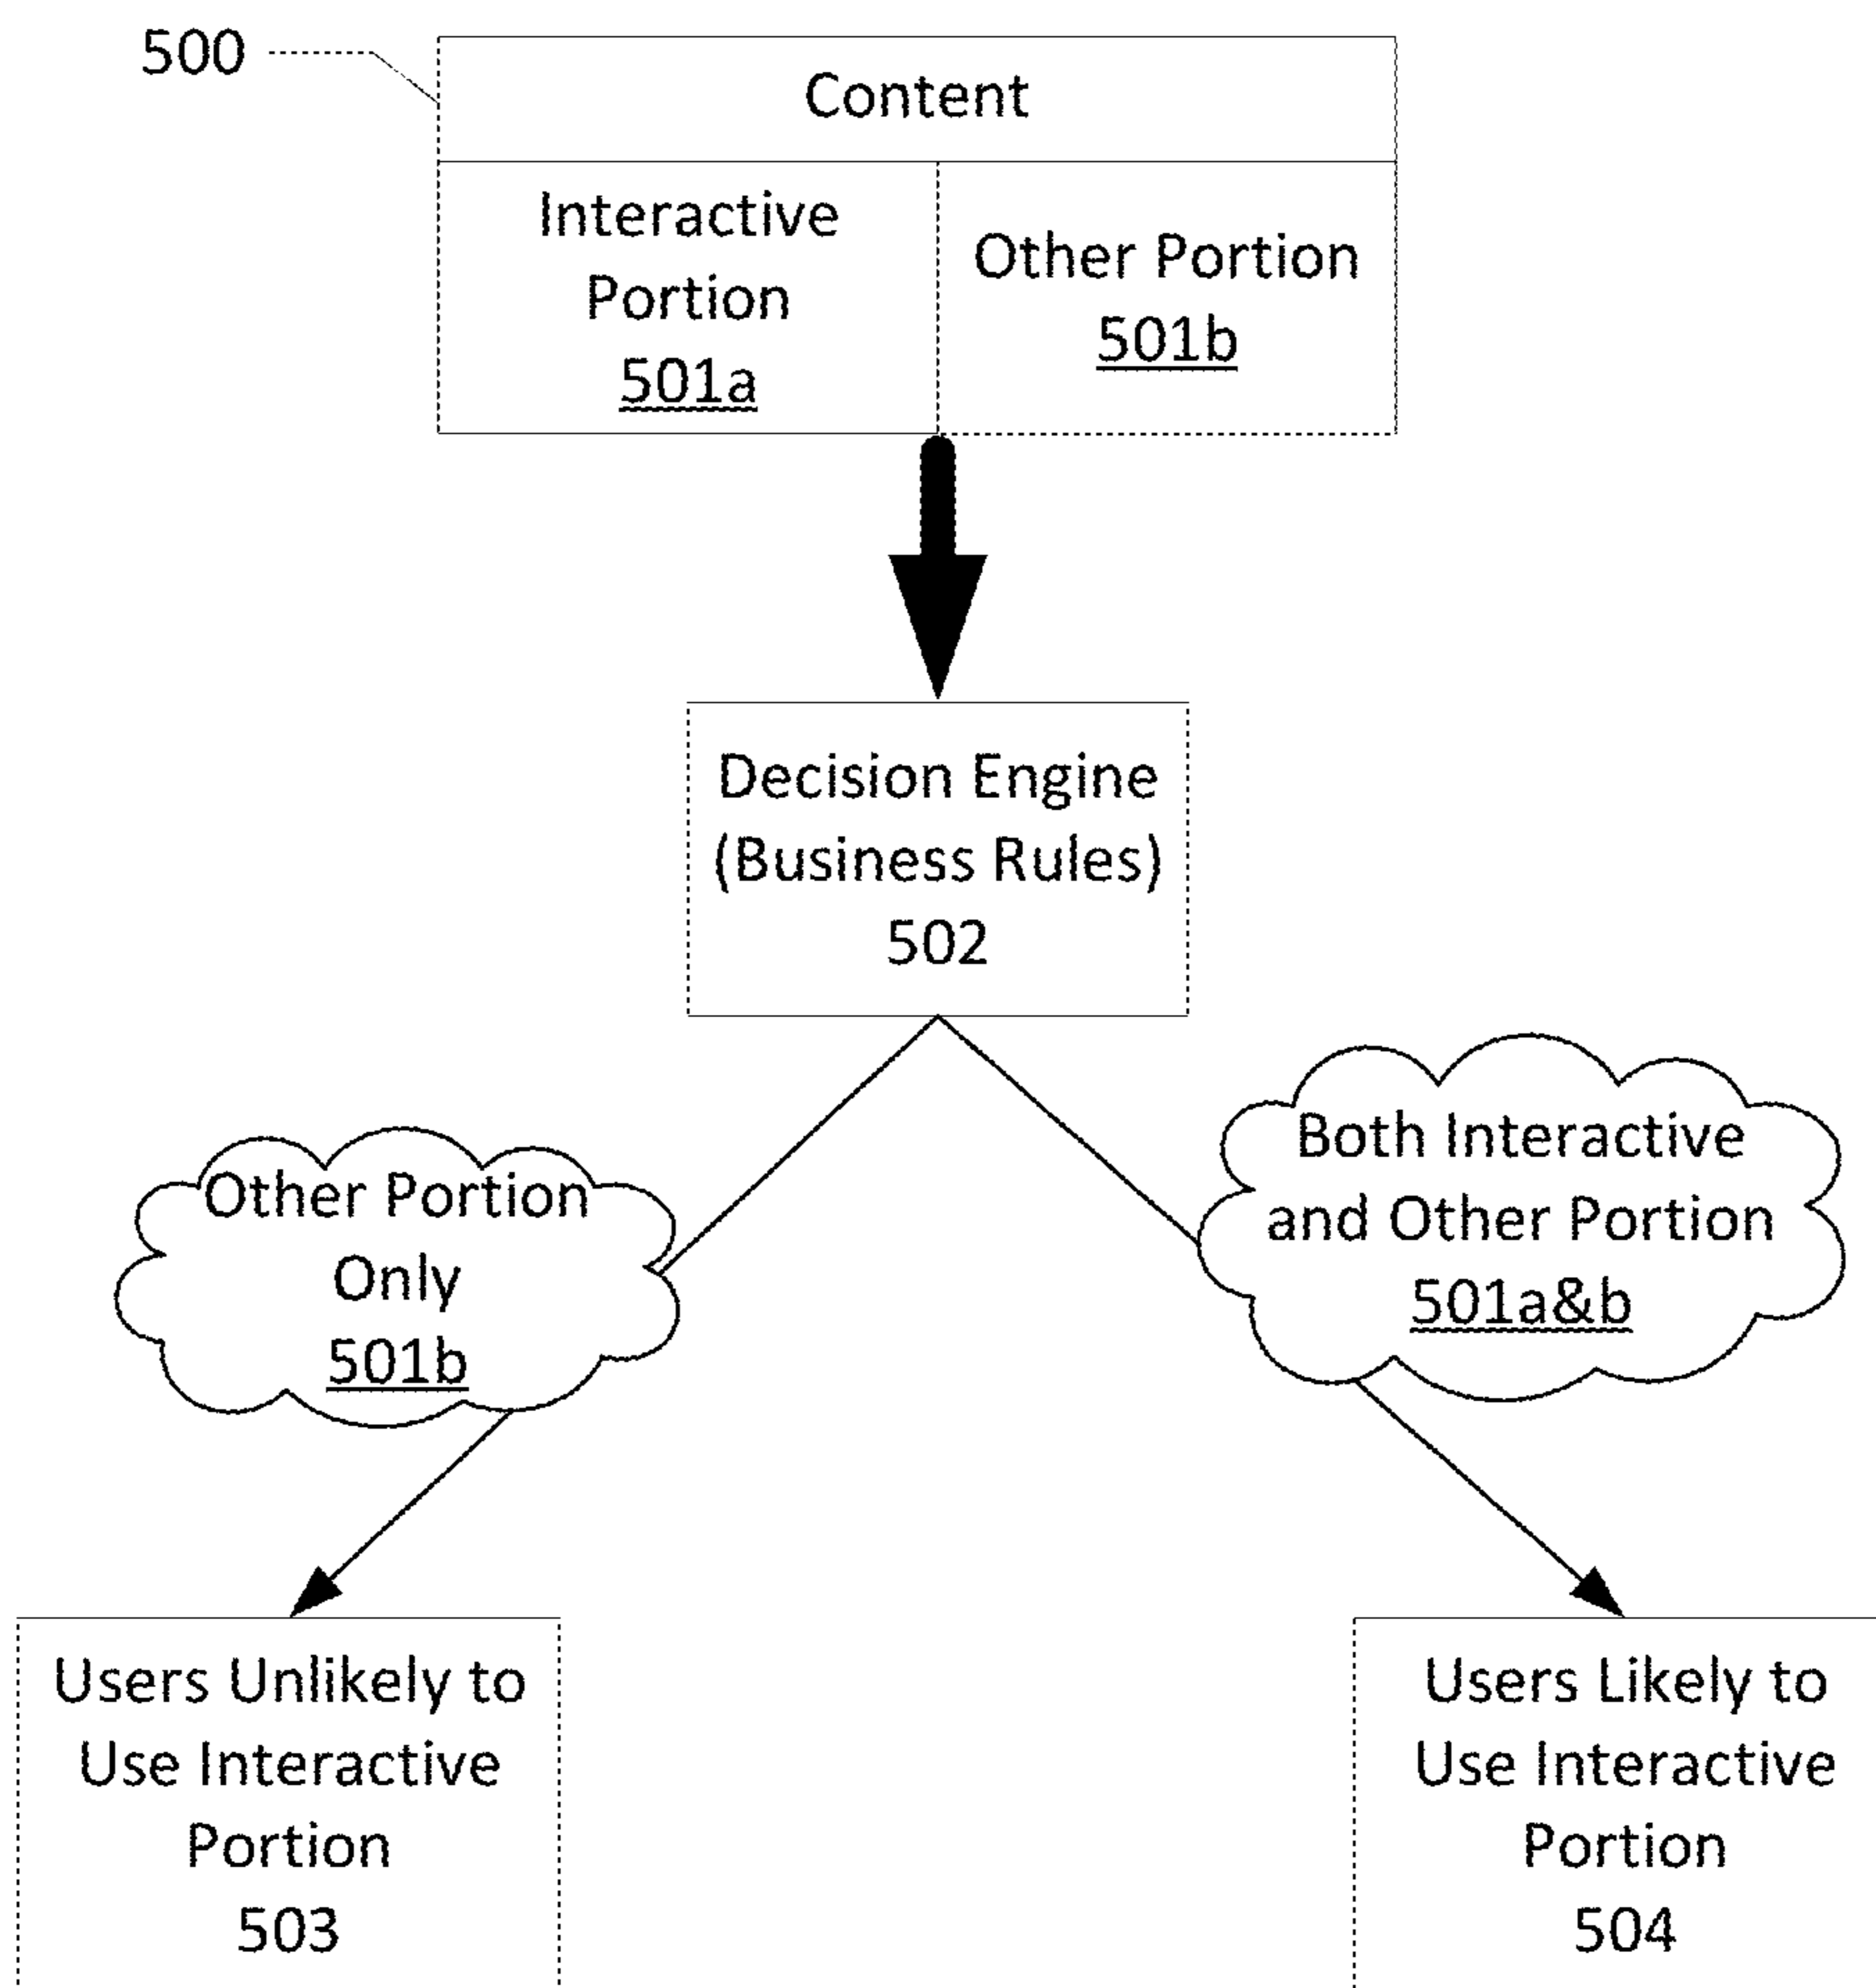 500
Content
Interactive
Portion
501a
Other Portion
501b
Decision Engine
(Business Rules)
502
Other Portion
Only
501b
Both Interactive
and Other Portion
501a&b
Users Unlikely to
Use Interactive
Portion
503
Users Likely to
Use Interactive
Portion
504